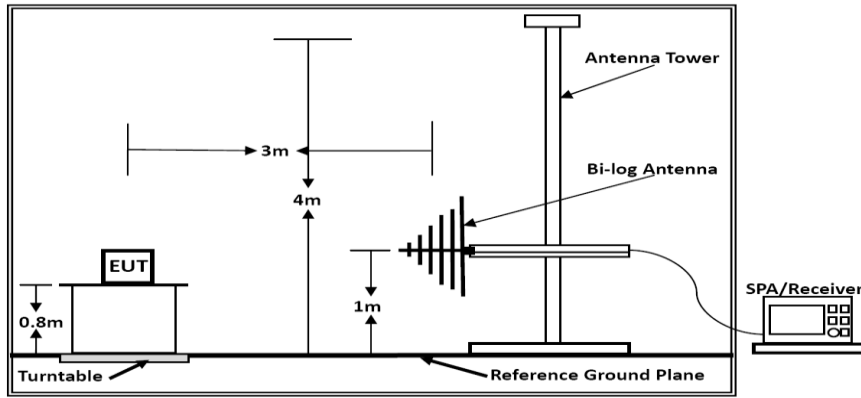 Antenna Tower
3m
Bi-log Antenna
4m
EUT
SPA/Receiver
1m
0.8m
Turntable
Reference Ground Plane